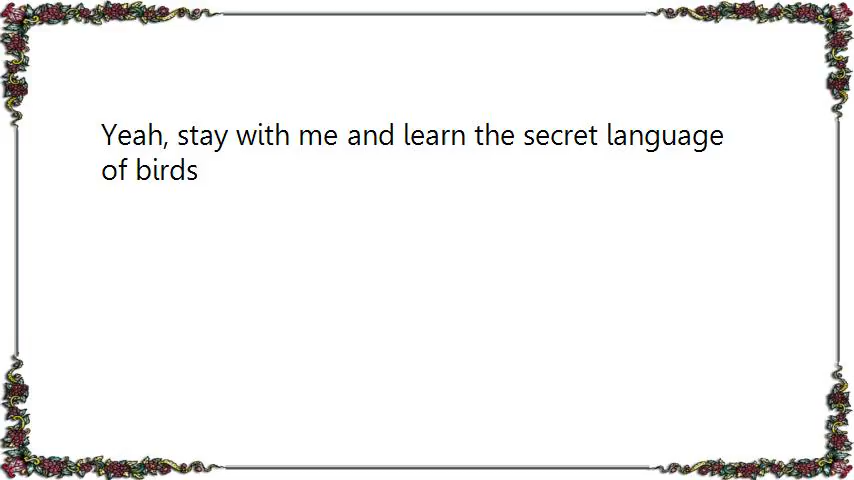 Yeah, stay with me and learn the secret language
of birds